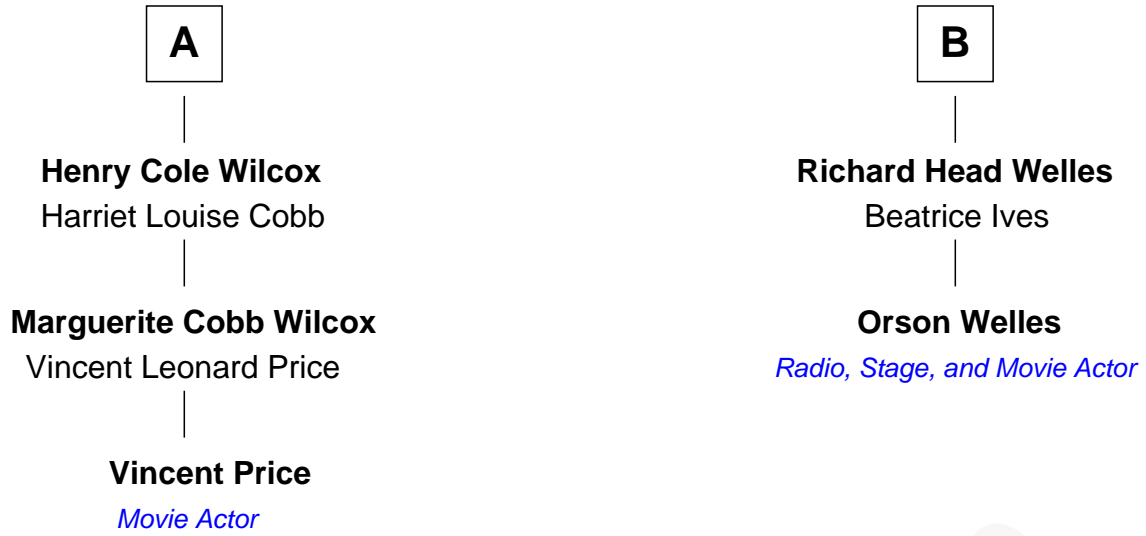 A
Henry Cole Wilcox
Harriet Louise Cobb
Marguerite Cobb Wilcox
Vincent Leonard Price
Vincent Price
Movie Actor
B
Richard Head Welles
Beatrice Ives
Orson Welles
Radio, Stage, and Movie Actor